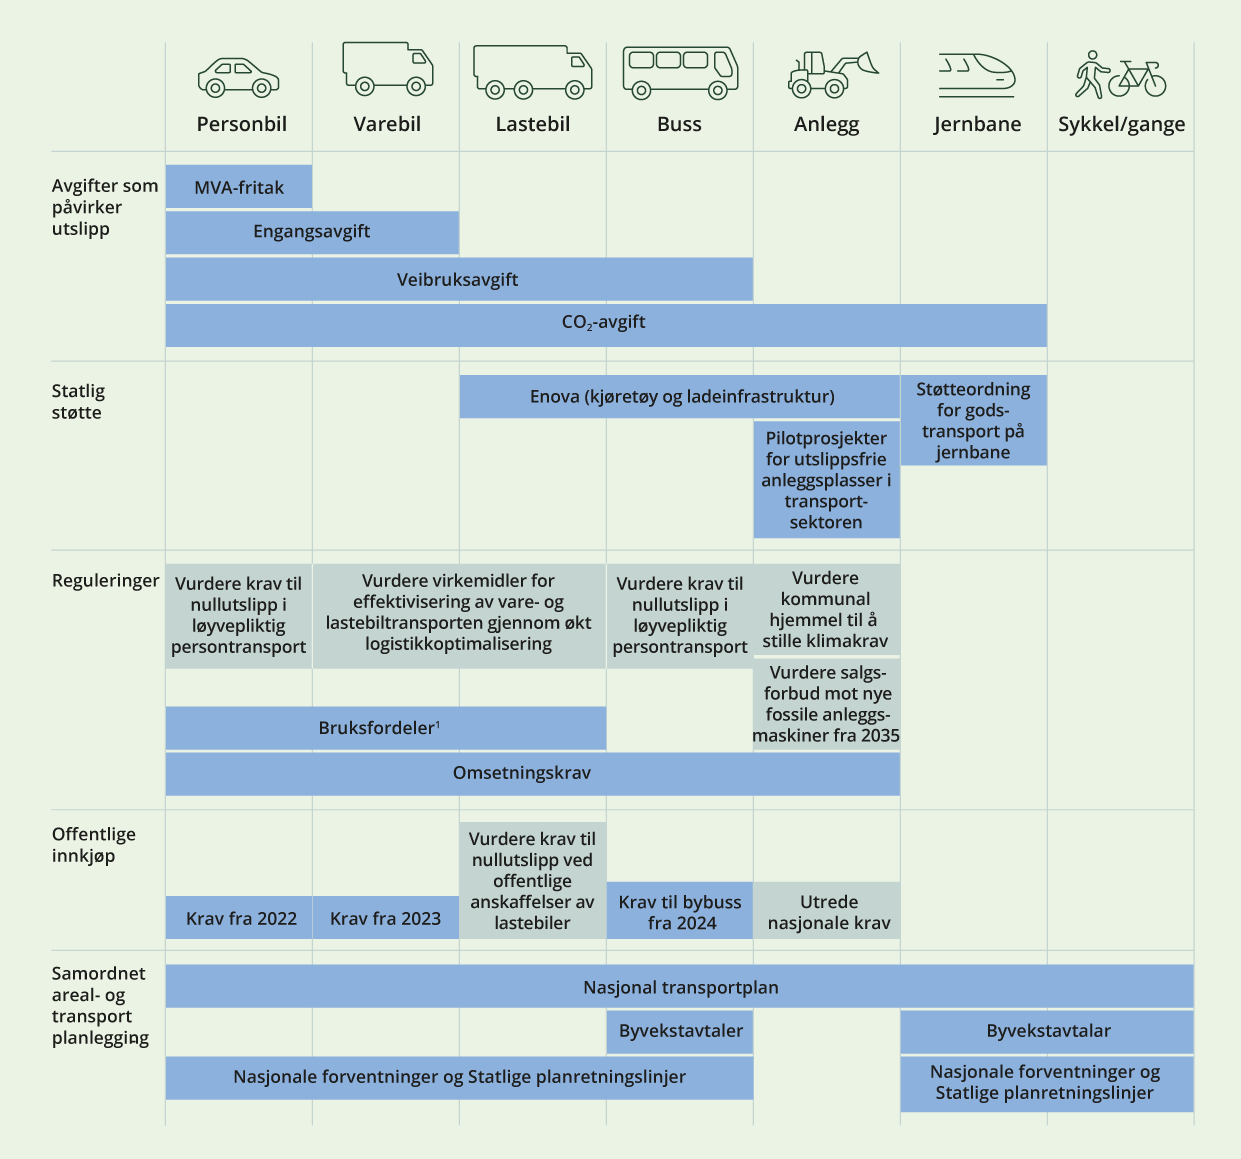 Personbil
Varebil
Lastebil
Buss
Anlegg
Jernbane
Sykkel/gange
Avgifter som
påvirker
utslipp
MVA-fritak
Engangsavgift
Veibruksavgift
CO₂-avgift
Statlig
støtte
Enova (kjøretøy og ladeinfrastruktur)
Pilotprosjekter
for utslippsfrie
anleggsplasser i
transport-
sektoren
Støtteordning
for gods-
transport på
jernbane
Reguleringer
Vurdere krav til
nullutslipp i
løyvepliktig
persontransport
Vurdere virkemidler for
effektivisering av vare- og
lastebiltransporten gjennom økt
logistikkoptimalisering
Vurdere krav til
nullutslipp i
løyvepliktig
persontransport
Vurdere
kommunal
hjemmel til å
stille klimakrav
Vurdere salgs-
forbud mot nye
fossile anleggs-
maskiner fra 2035
Bruksfordeler¹
Omsetningskrav
Offentlige
innkjøp
Krav fra 2022
Krav fra 2023
Vurdere krav til
nullutslipp ved
offentlige
anskaffelser av
lastebiler
Krav til bybuss
fra 2024
Utrede
nasjonale krav
Samordnet
areal- og
transport
planlegging
Nasjonal transportplan
Byvekstavtaler
Byvekstavtalar
Nasjonale forventninger og Statlige planretningslinjer
Nasjonale forventninger og
Statlige planretningslinjer